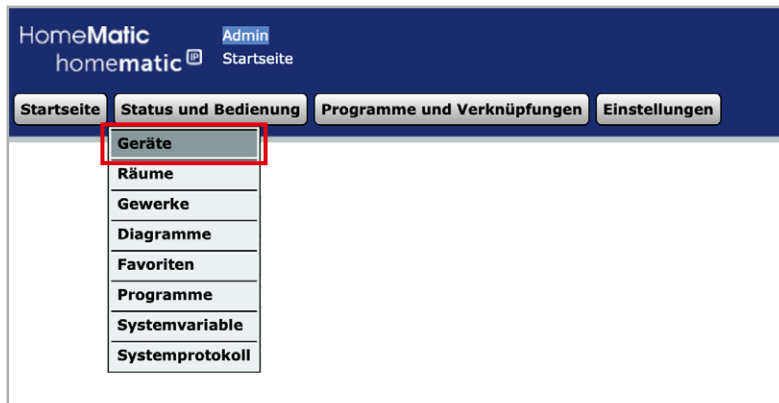 HomeMatic
Admin
homematic IP
Startseite
Startseite
Status und Bedienung
Programme und Verknüpfungen
Einstellungen
Geräte
Räume
Gewerke
Diagramme
Favoriten
Programme
Systemvariable
Systemprotokoll